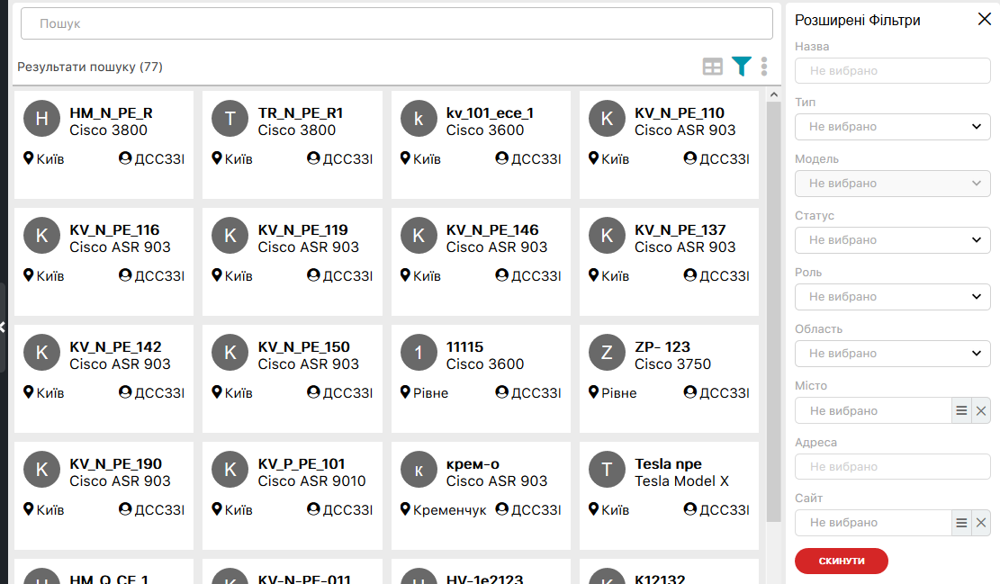 Пошук
Результати пошуку (77)
H
HM_N_PE_R
Cisco 3800
Київ
ДССЗЗІ
T
TR_N_PE_R1
Cisco 3800
Київ
ДССЗЗІ
k
kv_101_ece_1
Cisco 3600
Київ
ДССЗЗІ
K
KV_N_PE_110
Cisco ASR 903
Київ
ДССЗЗІ
K
KV_N_PE_116
Cisco ASR 903
Київ
ДССЗЗІ
K
KV_N_PE_119
Cisco ASR 903
Київ
ДССЗЗІ
K
KV_N_PE_146
Cisco ASR 903
Київ
ДССЗЗІ
K
KV_N_PE_137
Cisco ASR 903
Київ
ДССЗЗІ
K
KV_N_PE_142
Cisco ASR 903
Київ
ДССЗЗІ
K
KV_N_PE_150
Cisco ASR 903
Київ
ДССЗЗІ
1
11115
Cisco 3600
Рівне
ДССЗЗІ
Z
ZP- 123
Cisco 3750
Рівне
ДССЗЗІ
K
KV_N_PE_190
Cisco ASR 903
Київ
ДССЗЗІ
K
KV_P_PE_101
Cisco ASR 9010
Київ
ДССЗЗІ
к
крем-о
Cisco ASR 903
Кременчук
ДССЗЗІ
T
Tesla npe
Tesla Model X
Київ
ДССЗЗІ
H
HM_O_CE_1
K
KV-N-PE-011
H
HV-1e2123
K
K12132
Розширені Фільтри
Назва
Не вибрано
Тип
Не вибрано
Модель
Не вибрано
Статус
Не вибрано
Роль
Не вибрано
Область
Не вибрано
Місто
Не вибрано
Адреса
Не вибрано
Сайт
Не вибрано
СКИНУТИ